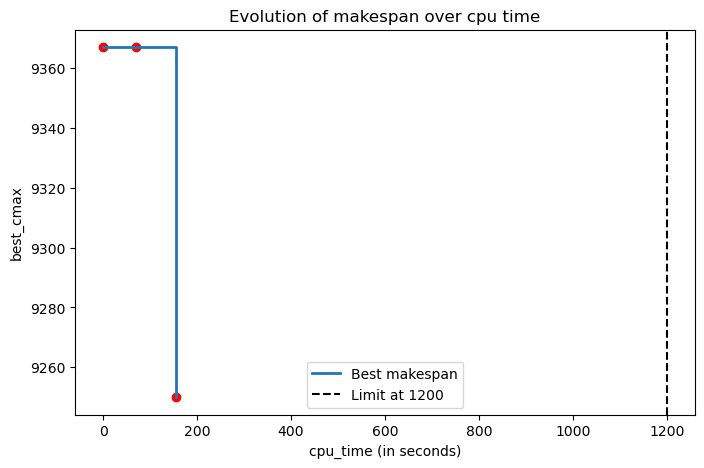 Evolution of makespan over cpu time
best_cmax
9360
9340
9320
9300
9280
9260
0
200
400
600
800
1000
1200
cpu_time (in seconds)
Best makespan
Limit at 1200